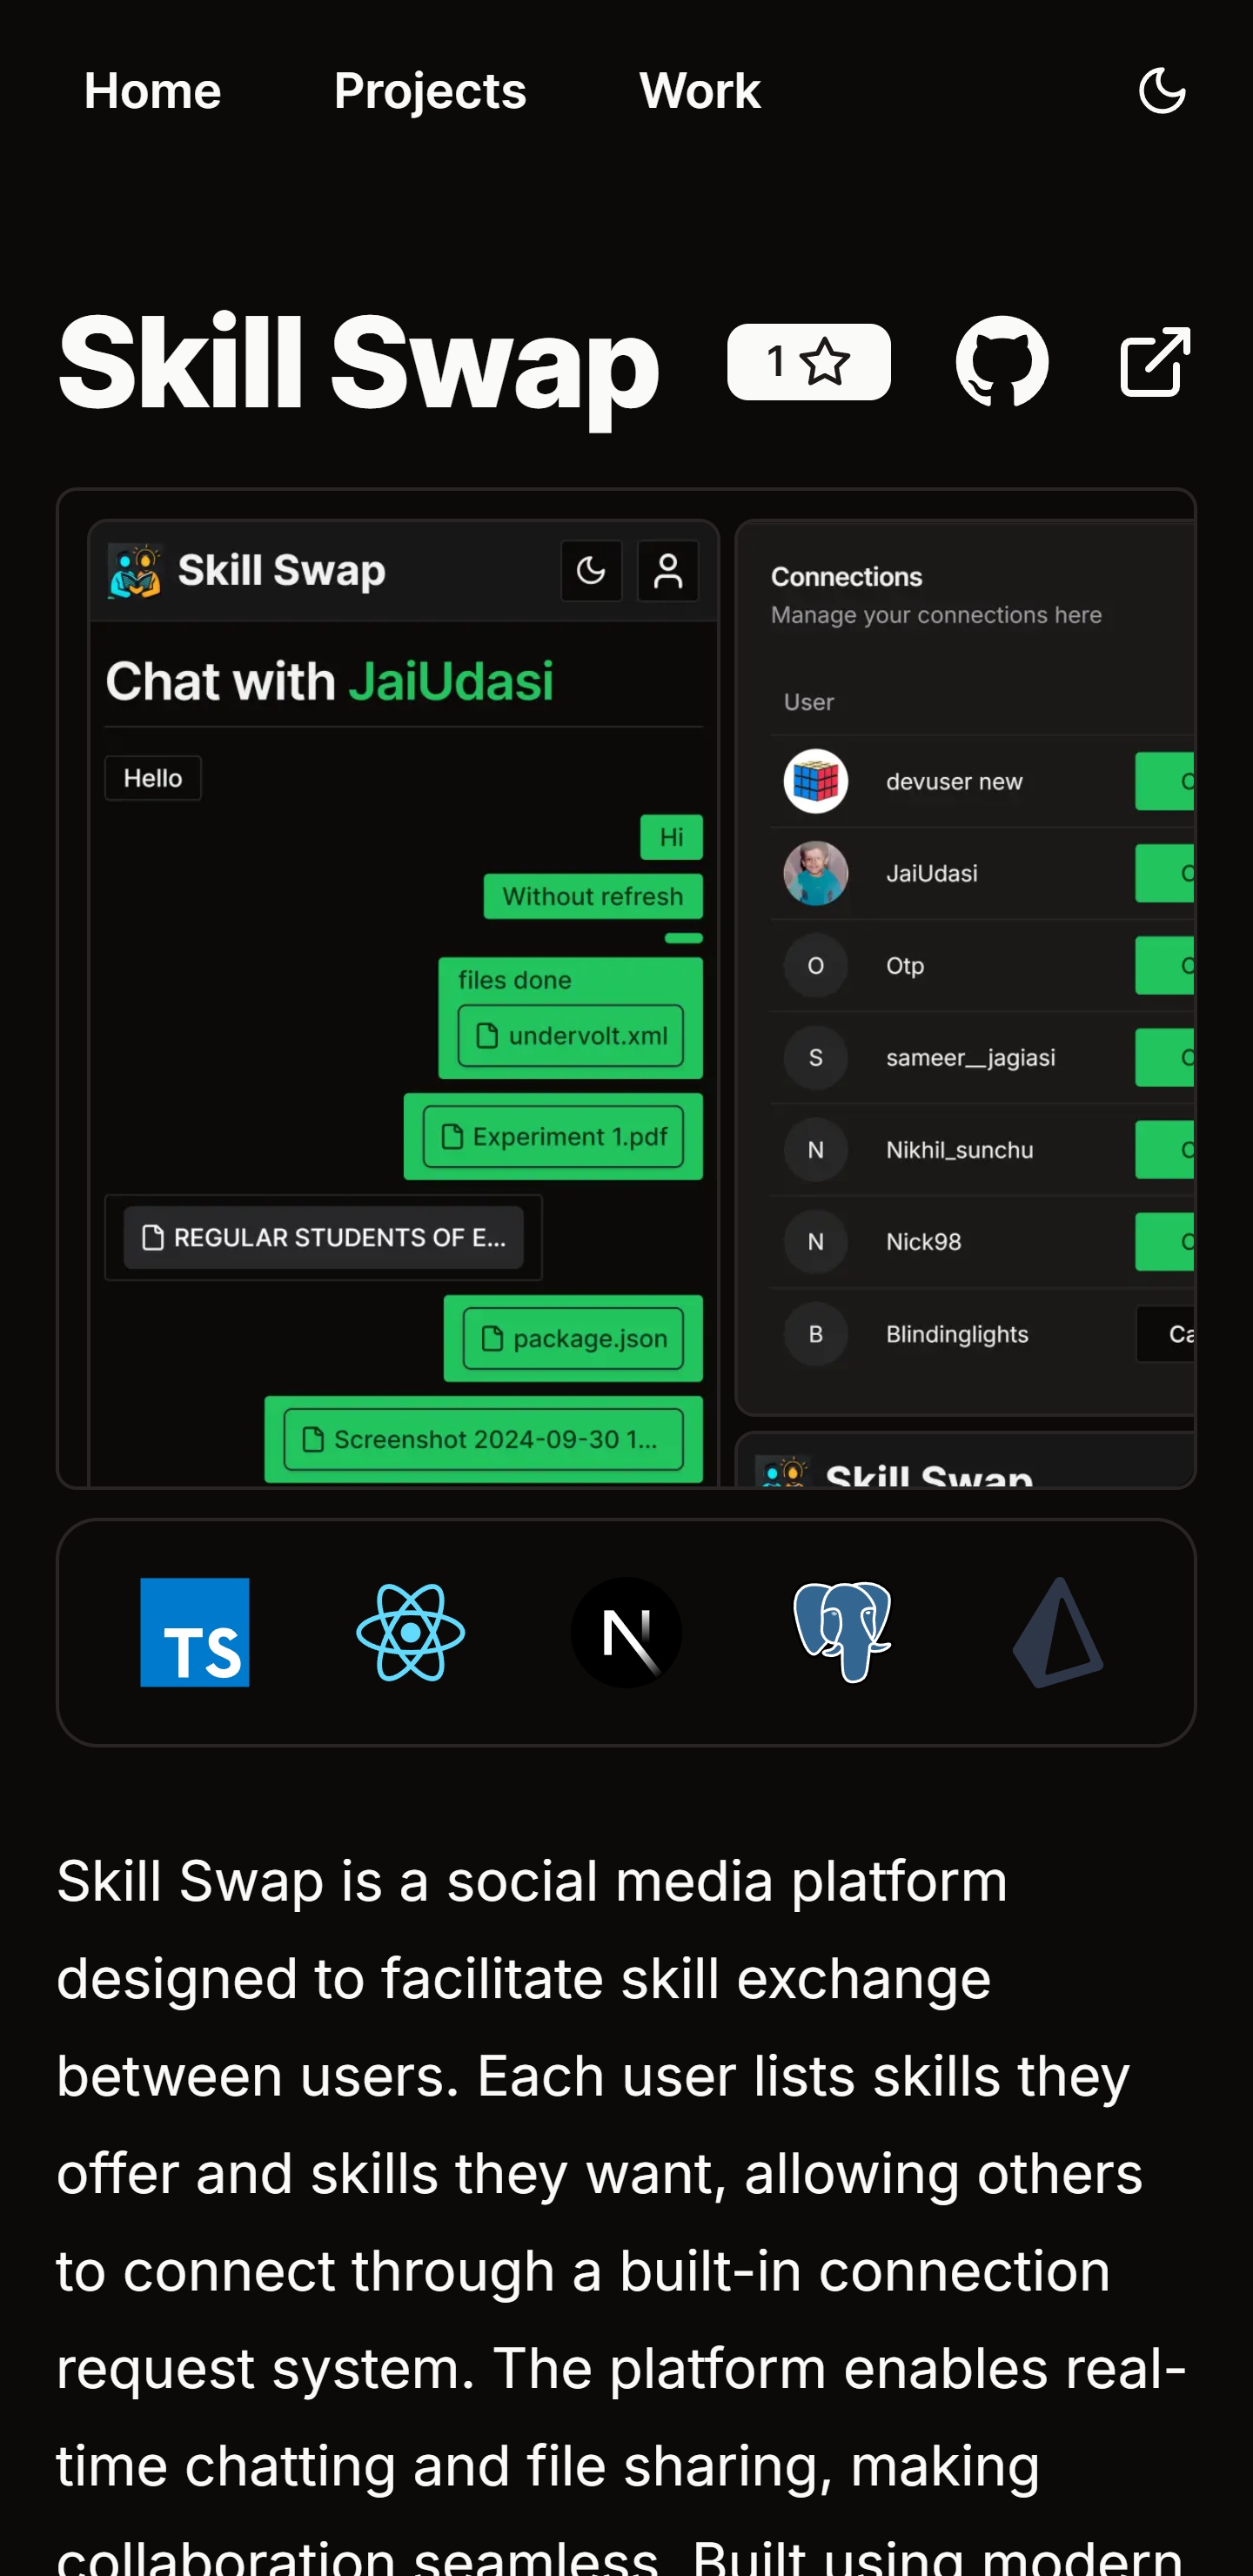 Home Projects Work
Skill Swap 1
Skill Swap
Chat with JaiUdasi
Hello
Hi
Without refresh
files done
undervolt.xml
Experiment 1.pdf
REGULAR STUDENTS OF E...
package.json
Screenshot 2024-09-30 1...
Connections
Manage your connections here
User
devuser new
JaiUdasi
O Otp
S sameer__jagiasi
N Nikhil_sunchu
N Nick98
B Blindinglights Ca
Skill Swap
TS
Skill Swap is a social media platform
designed to facilitate skill exchange
between users. Each user lists skills they
offer and skills they want, allowing others
to connect through a built-in connection
request system. The platform enables real-
time chatting and file sharing, making
collaboration seamless. Built using modern